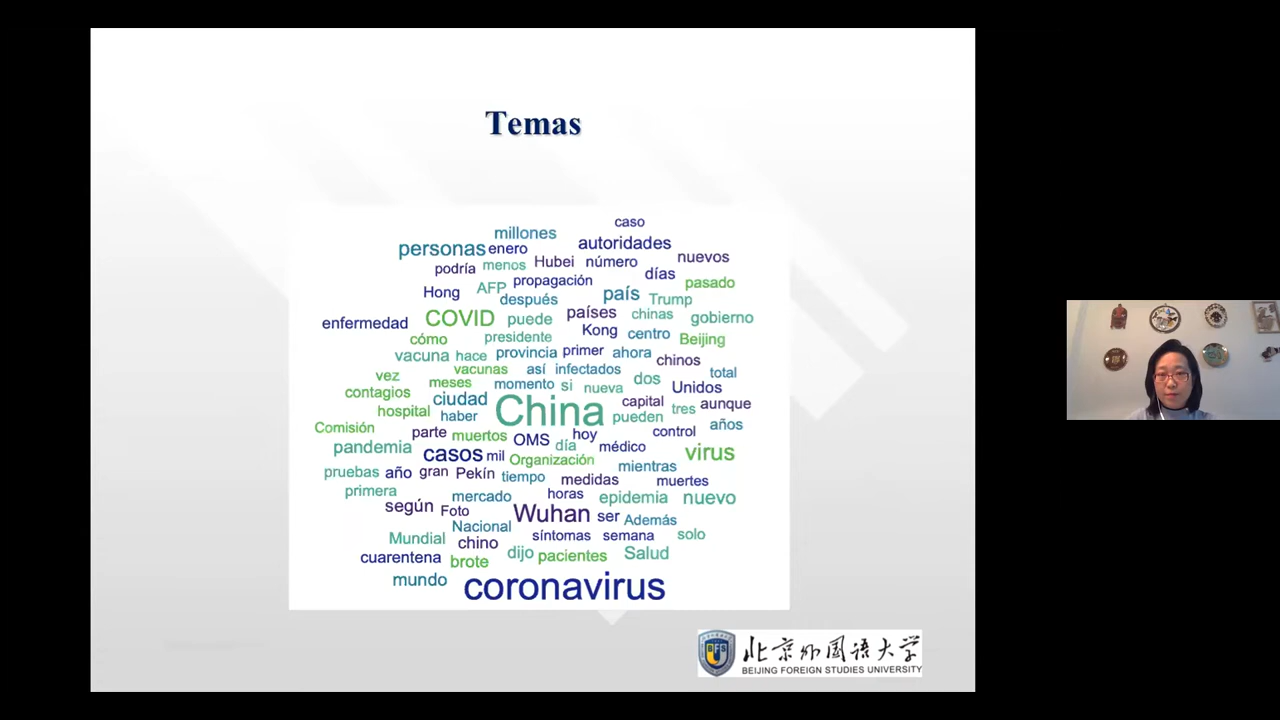 Temas
caso
millones
autoridades
personas enero
nuevos
Hubei número
podría menos
días
propagación
pasado
AFP
Hong
país
después
Trump
países chinas
gobierno
COVID puede
enfermedad
Kong centro
presidente
Beijing
cómo
provincia primer ahora
vacuna hace
chinos
vacunas así infectados
total
vez
dos
meses momento si nueva
Unidos
contagios
ciudad
capital
tres aunque
China
hospital haber
pueden
años
Comisión
parte muertos OMS hoy
control
pandemia
día médico
casos mil Organización
virus
pruebas año gran Pekín tiempo
mientras
medidas
muertes
primera
mercado horas epidemia nuevo
según Foto
Wuhan ser Además
Nacional
Mundial
síntomas semana solo
chino
cuarentena brote dijo pacientes Salud
mundo
coronavirus
BFS
北京外国语大学
BEIJING FOREIGN STUDIES UNIVERSITY